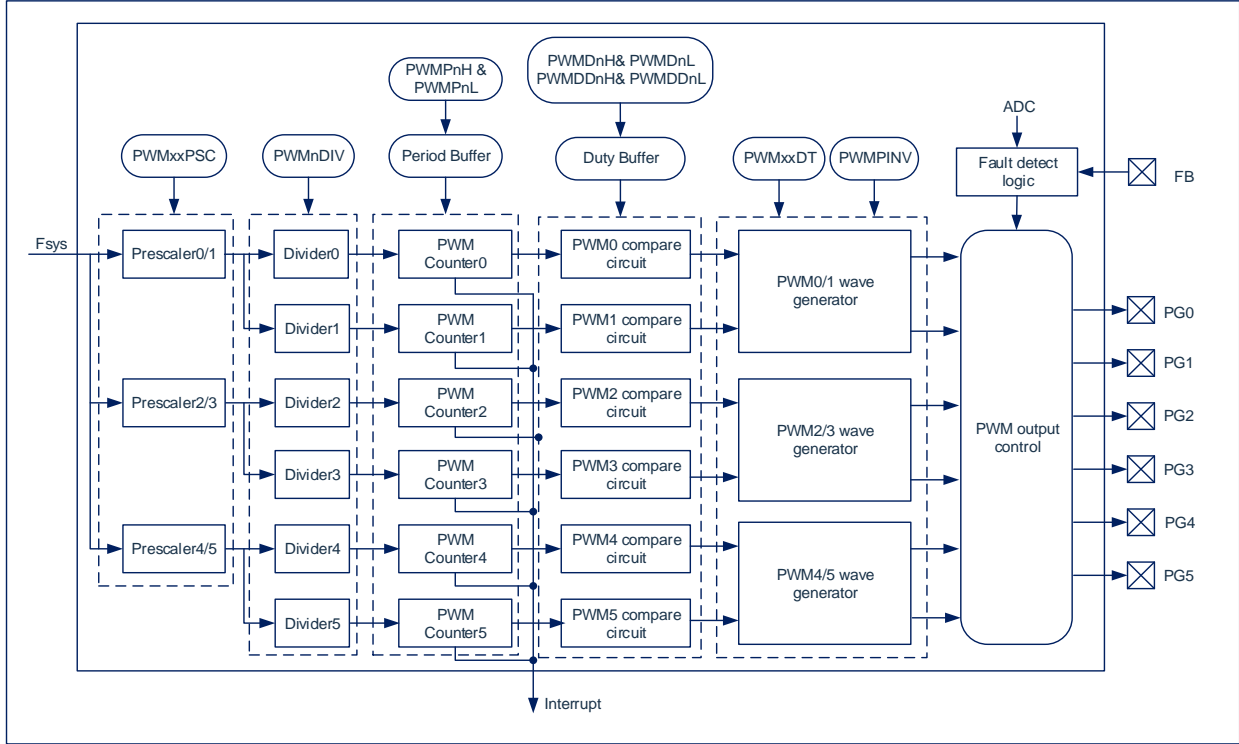 PWMPnH &
PWMPnL
PWMDnH& PWMDnL
PWMDDnH& PWMDDnL
ADC
PWMxxPSC
PWMnDIV
Period Buffer
Duty Buffer
PWMxxDT
PWMPINV
Fault detect
logic
FB
Fsys
Prescaler0/1
Divider0
PWM
Counter0
PWM0 compare
circuit
PWM0/1 wave
generator
Divider1
PWM
Counter1
PWM1 compare
circuit
PG0
PG1
Prescaler2/3
Divider2
PWM
Counter2
PWM2 compare
circuit
PWM2/3 wave
generator
PWM output
control
PG2
Divider3
PWM
Counter3
PWM3 compare
circuit
PG3
Prescaler4/5
Divider4
PWM
Counter4
PWM4 compare
circuit
PWM4/5 wave
generator
PG4
PG5
Divider5
PWM
Counter5
PWM5 compare
circuit
Interrupt